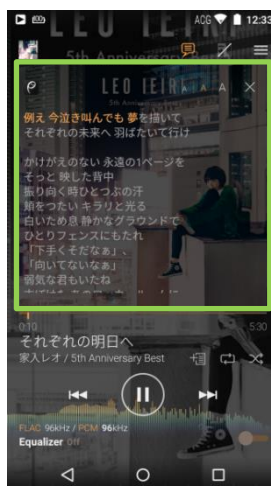 ACG 12:33
LEO IEIRI
5th Anniversary
LEO IEIR A A A
例え 今泣き叫んでも 夢を描いて
それぞれの未来へ 羽ばたいて行け
かけがえのない 永遠の1ページを
そっと 映した背中
振り向く時ひとつぶの汗
頬をつたい キラリと光る
白いため息 静かなグラウンドで
ひとりフェンスにもたれ
「下手くそだなぁ」、
「向いてないなぁ」
弱気な君もいたね
0:10 5:30
それぞれの明日へ
家入レオ / 5th Anniversary Best
FLAC 96kHz / PCM 96kHz
Equalizer Off